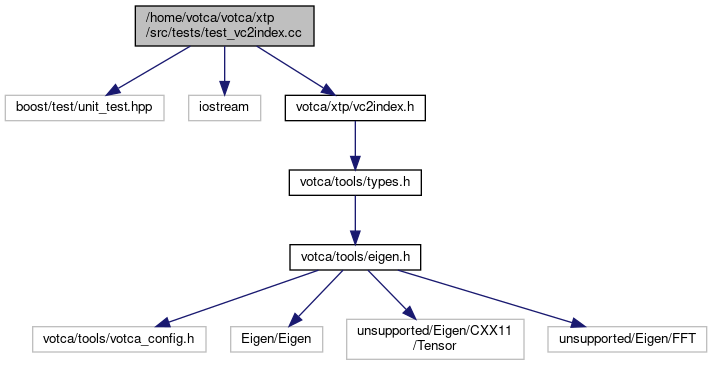 /home/votca/votca/xtp
/src/tests/test_vc2index.cc
boost/test/unit_test.hpp
iostream
votca/xtp/vc2index.h
votca/tools/types.h
votca/tools/eigen.h
votca/tools/votca_config.h
Eigen/Eigen
unsupported/Eigen/CXX11
/Tensor
unsupported/Eigen/FFT